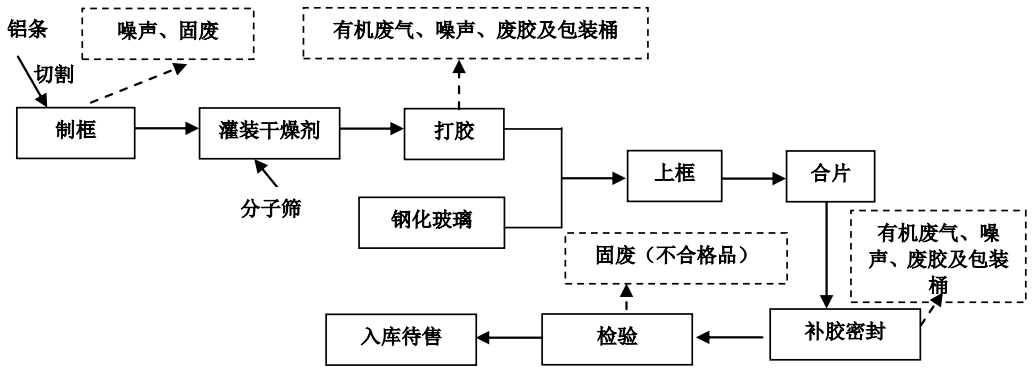 铝条
噪声、固废
有机废气、噪声、废胶及包装桶
切割
制框
灌装干燥剂
打胶
上框
合片
分子筛
钢化玻璃
固废（不合格品）
有机废气、噪
声、废胶及包装
桶
入库待售
检验
补胶密封